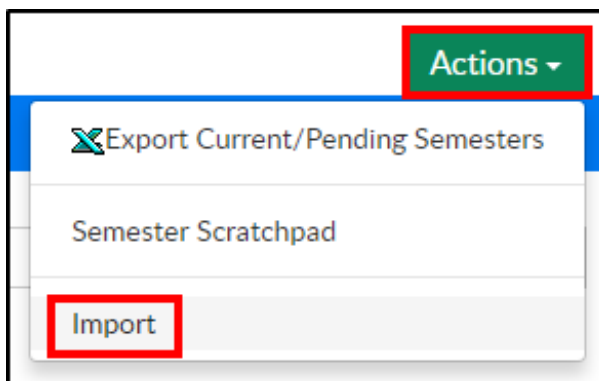 Actions
Export Current/Pending Semesters
Semester Scratchpad
Import